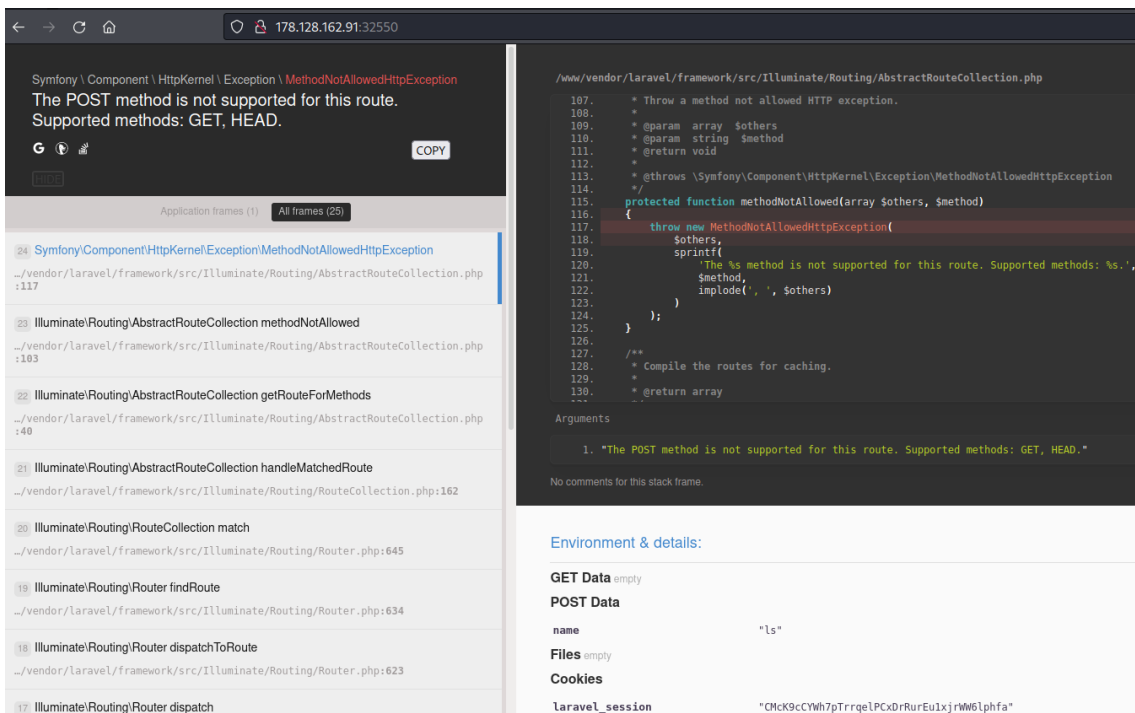 178.128.162.91:32550
Symfony \ Component \ HttpKernel \ Exception \ MethodNotAllowedHttpException
The POST method is not supported for this route.
Supported methods: GET, HEAD.
G
COPY
HIDE
Application frames (1) All frames (25)
24 Symfony\Component\HttpKernel\Exception\MethodNotAllowedHttpException
…/vendor/laravel/framework/src/Illuminate/Routing/AbstractRouteCollection.php
:117
23 Illuminate\Routing\AbstractRouteCollection methodNotAllowed
…/vendor/laravel/framework/src/Illuminate/Routing/AbstractRouteCollection.php
:103
22 Illuminate\Routing\AbstractRouteCollection getRouteForMethods
…/vendor/laravel/framework/src/Illuminate/Routing/AbstractRouteCollection.php
:40
21 Illuminate\Routing\AbstractRouteCollection handleMatchedRoute
…/vendor/laravel/framework/src/Illuminate/Routing/RouteCollection.php:162
20 Illuminate\Routing\RouteCollection match
…/vendor/laravel/framework/src/Illuminate/Routing/Router.php:645
19 Illuminate\Routing\Router findRoute
…/vendor/laravel/framework/src/Illuminate/Routing/Router.php:634
18 Illuminate\Routing\Router dispatchToRoute
…/vendor/laravel/framework/src/Illuminate/Routing/Router.php:623
17 Illuminate\Routing\Router dispatch
/www/vendor/laravel/framework/src/Illuminate/Routing/AbstractRouteCollection.php
107. * Throw a method not allowed HTTP exception.
108. *
109. * @param array $others
110. * @param string $method
111. * @return void
112. *
113. * @throws \Symfony\Component\HttpKernel\Exception\MethodNotAllowedHttpException
114. */
115. protected function methodNotAllowed(array $others, $method)
116. {
117. throw new MethodNotAllowedHttpException(
118. $others,
119. sprintf(
120. 'The %s method is not supported for this route. Supported methods: %s.',
121. $method,
122. implode(', ', $others)
123. )
124. );
125. }
126.
127. /**
128. * Compile the routes for caching.
129. *
130. * @return array
Arguments
1. "The POST method is not supported for this route. Supported methods: GET, HEAD."
No comments for this stack frame.
Environment & details:
GET Data empty
POST Data
name "ls"
Files empty
Cookies
laravel_session "CMcK9cCYWh7pTrrqelPCxDrRurEu1xjrWW6lphfa"